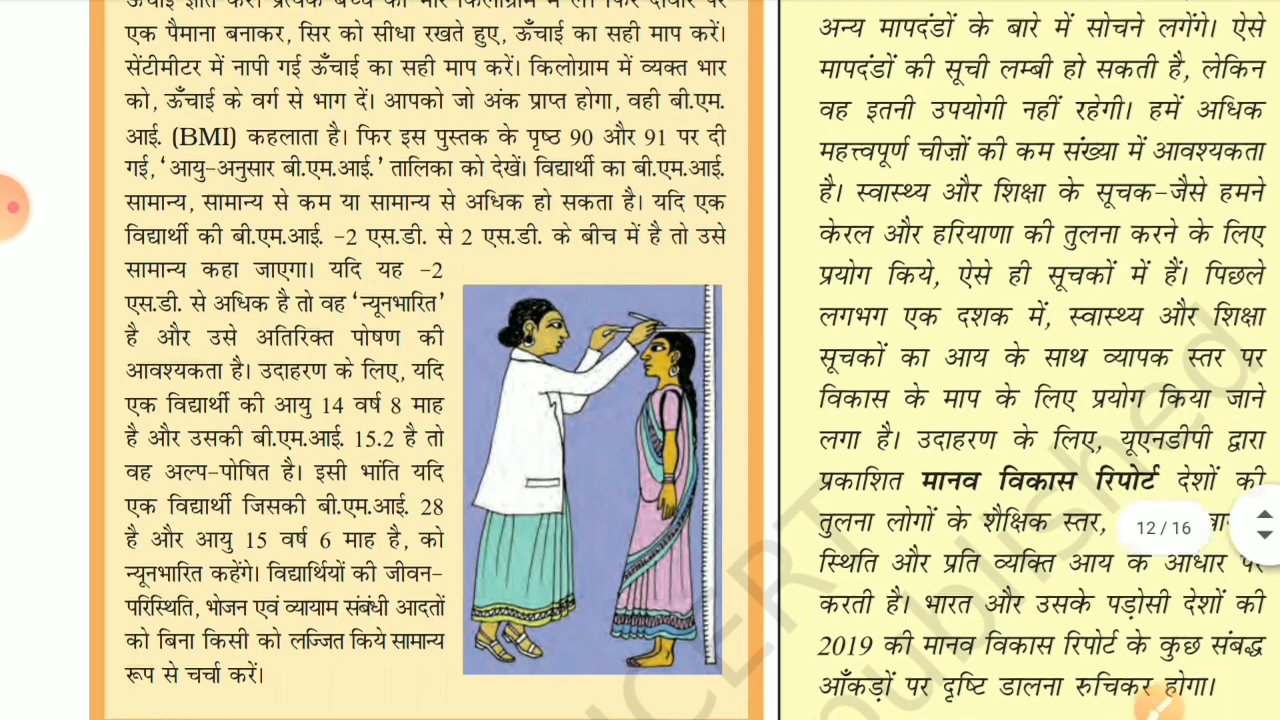 एक पैमाना बनाकर, सिर को सीधा रखते हुए, ऊँचाई का सही माप करें।
सेंटीमीटर में नापी गई ऊँचाई का सही माप करें। किलोग्राम में व्यक्त भार
को, ऊँचाई के वर्ग से भाग दें। आपको जो अंक प्राप्त होगा, वही बी.एम.
आई. (BMI) कहलाता है। फिर इस पुस्तक के पृष्ठ 90 और 91 पर दी
गई, ‘आयु-अनुसार बी.एम.आई.’ तालिका को देखें। विद्यार्थी का बी.एम.आई.
सामान्य, सामान्य से कम या सामान्य से अधिक हो सकता है। यदि एक
विद्यार्थी की बी.एम.आई. -2 एस.डी. से 2 एस.डी. के बीच में है तो उसे
सामान्य कहा जाएगा। यदि यह -2
एस.डी. से अधिक है तो वह ‘न्यूनभारित’
है और उसे अतिरिक्त पोषण की
आवश्यकता है। उदाहरण के लिए, यदि
एक विद्यार्थी की आयु 14 वर्ष 8 माह
है और उसकी बी.एम.आई. 15.2 है तो
वह अल्प-पोषित है। इसी भांति यदि
एक विद्यार्थी जिसकी बी.एम.आई. 28
है और आयु 15 वर्ष 6 माह है, को
न्यूनभारित कहेंगे। विद्यार्थियों की जीवन-
परिस्थिति, भोजन एवं व्यायाम संबंधी आदतों
को बिना किसी को लज्जित किये सामान्य
रूप से चर्चा करें।
अन्य मापदंडों के बारे में सोचने लगेंगे। ऐसे
मापदंडों की सूची लम्बी हो सकती है, लेकिन
वह इतनी उपयोगी नहीं रहेगी। हमें अधिक
महत्त्वपूर्ण चीज़ों की कम संख्या में आवश्यकता
है। स्वास्थ्य और शिक्षा के सूचक-जैसे हमने
केरल और हरियाणा की तुलना करने के लिए
प्रयोग किये, ऐसे ही सूचकों में हैं। पिछले
लगभग एक दशक में, स्वास्थ्य और शिक्षा
सूचकों का आय के साथ व्यापक स्तर पर
विकास के माप के लिए प्रयोग किया जाने
लगा है। उदाहरण के लिए, यूएनडीपी द्वारा
प्रकाशित मानव विकास रिपोर्ट देशों की
तुलना लोगों के शैक्षिक स्तर,
स्थिति और प्रति व्यक्ति आय के आधार पर
करती है। भारत और उसके पड़ोसी देशों की
2019 की मानव विकास रिपोर्ट के कुछ संबद्ध
आँकड़ों पर दृष्टि डालना रुचिकर होगा।
12 / 16
NCERT
published